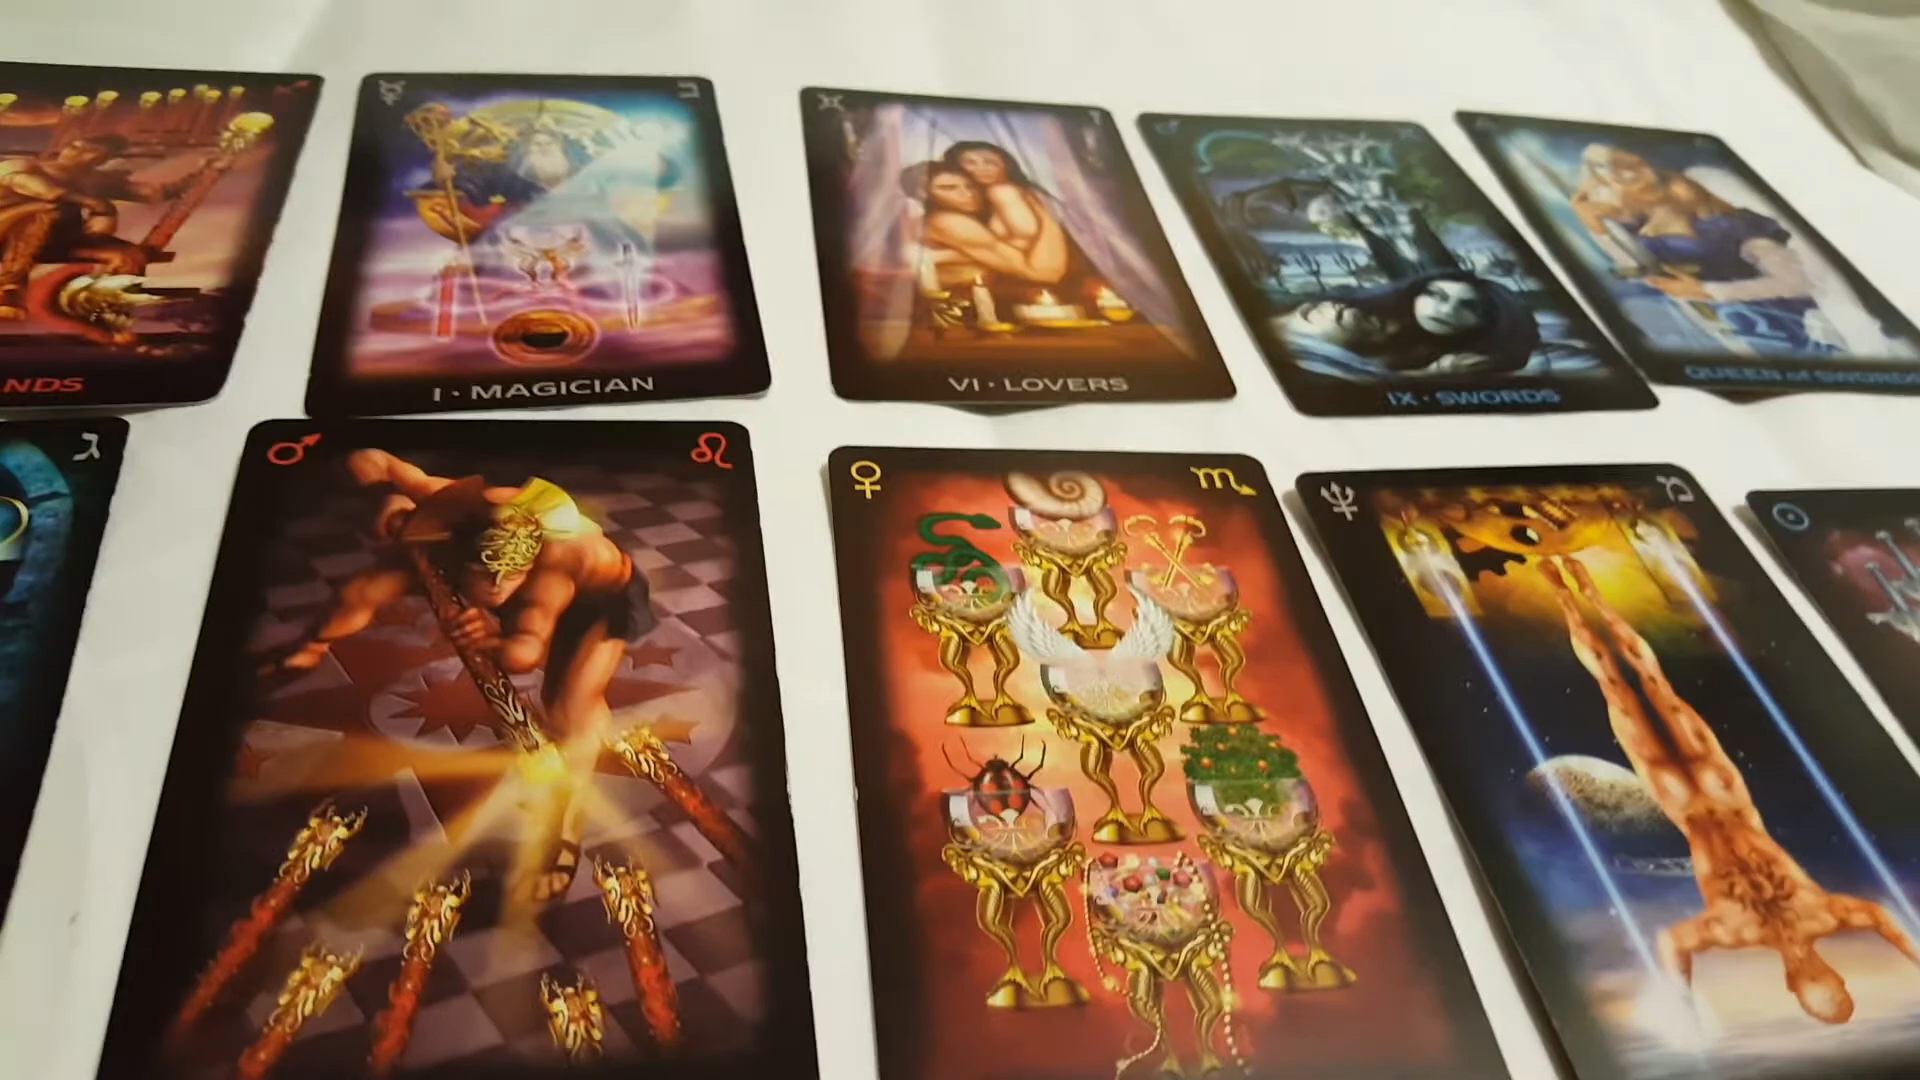 NDS
I · MAGICIAN
VI · LOVERS
IX · SWORDS
QUEEN of SWORDS
ב
ג
מ